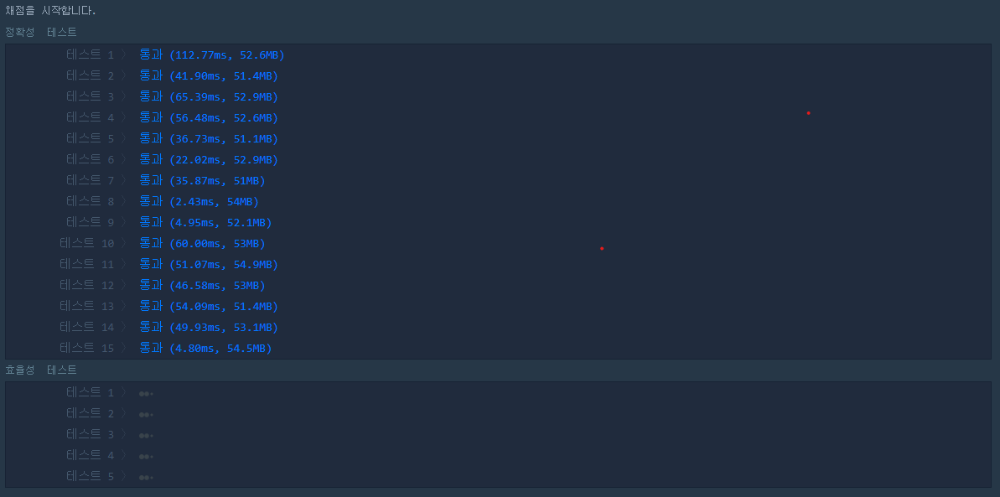 채점을 시작합니다.
정확성 테스트
테스트 1 〉 통과 (112.77ms, 52.6MB)
테스트 2 〉 통과 (41.90ms, 51.4MB)
테스트 3 〉 통과 (65.39ms, 52.9MB)
테스트 4 〉 통과 (56.48ms, 52.6MB)
테스트 5 〉 통과 (36.73ms, 51.1MB)
테스트 6 〉 통과 (22.02ms, 52.9MB)
테스트 7 〉 통과 (35.87ms, 51MB)
테스트 8 〉 통과 (2.43ms, 54MB)
테스트 9 〉 통과 (4.95ms, 52.1MB)
테스트 10 〉 통과 (60.00ms, 53MB)
테스트 11 〉 통과 (51.07ms, 54.9MB)
테스트 12 〉 통과 (46.58ms, 53MB)
테스트 13 〉 통과 (54.09ms, 51.4MB)
테스트 14 〉 통과 (49.93ms, 53.1MB)
테스트 15 〉 통과 (4.80ms, 54.5MB)
효율성 테스트
테스트 1 〉
테스트 2 〉
테스트 3 〉
테스트 4 〉
테스트 5 〉